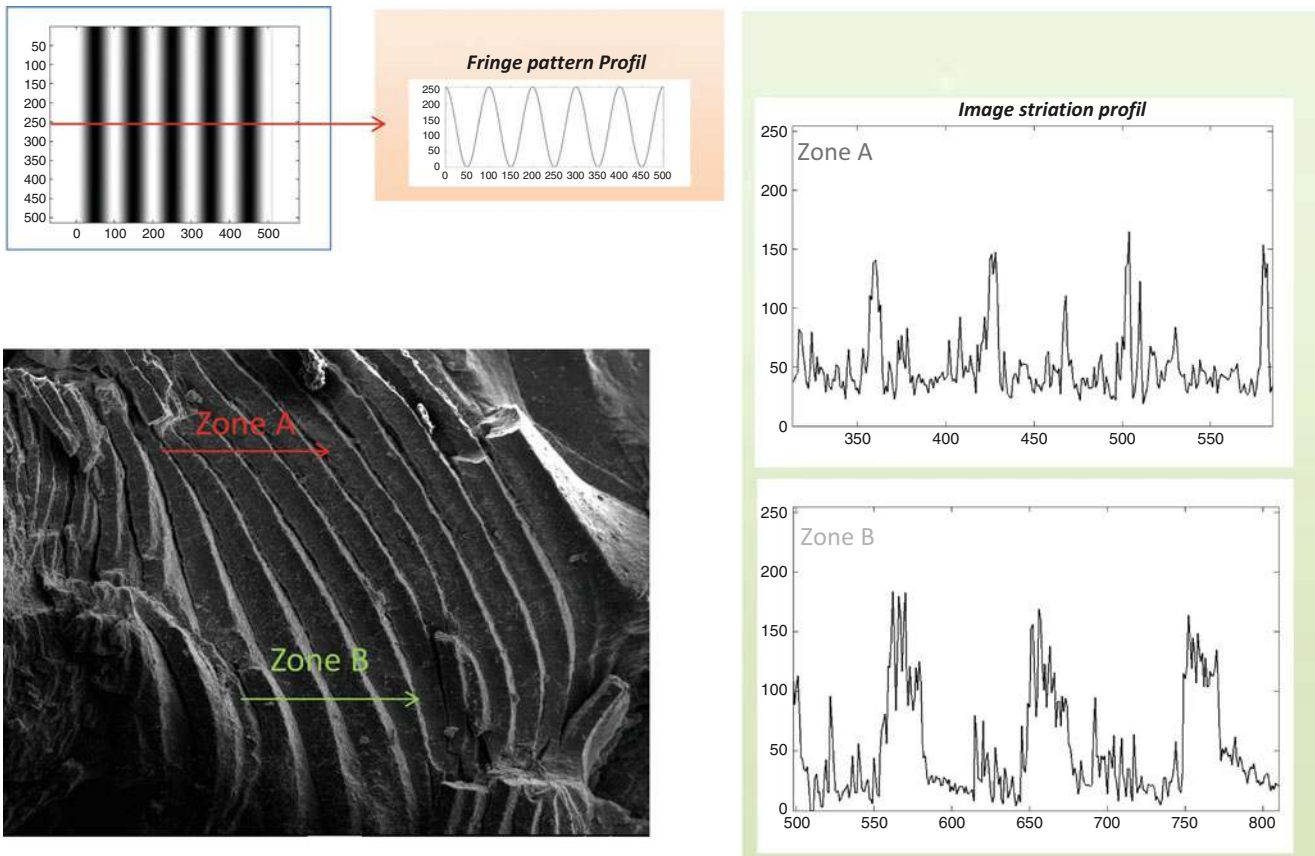 50
100
150
200
250
300
350
400
450
500
0 100 200 300 400 500
Fringe pattern Profil
250
200
150
100
50
0
0 50 100 150 200 250 300 350 400 450 500
Image striation profil
Zone A
250
200
150
100
50
0
350 400 450 500 550
Zone A
Zone B
Zone B
250
200
150
100
50
0
500 550 600 650 700 750 800